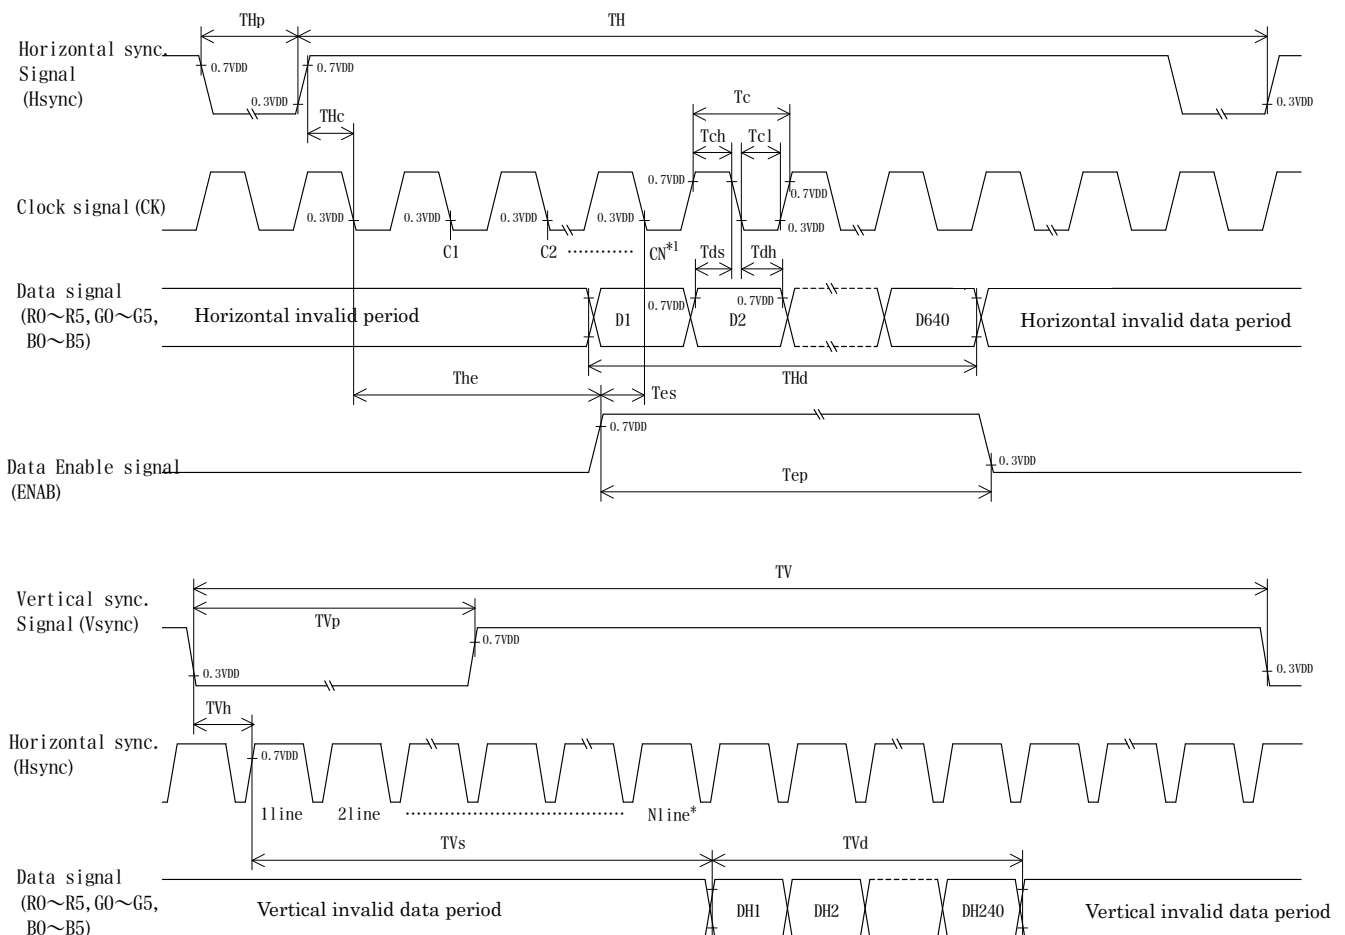 THp
TH
Horizontal sync.
Signal
(Hsync)
0.7VDD
0.7VDD
0.3VDD
0.3VDD
THc
Tc
Tch
Tcl
Clock signal(CK)
0.3VDD
0.3VDD
0.3VDD
0.3VDD
0.7VDD
0.7VDD
0.3VDD
C1
C2
CN*1
Tds
Tdh
Data signal
(R0～R5,G0～G5,
B0～B5)
Horizontal invalid period
D1
0.7VDD
D2
0.7VDD
D640
Horizontal invalid data period
THd
The
Tes
0.7VDD
Data Enable signal
(ENAB)
0.3VDD
Tep
TV
Vertical sync.
Signal(Vsync)
TVp
0.7VDD
0.3VDD
0.3VDD
TVh
Horizontal sync.
(Hsync)
0.7VDD
1line
2line
Nline*
TVs
TVd
Data signal
(R0～R5,G0～G5,
B0～B5)
Vertical invalid data period
DH1
DH2
DH240
Vertical invalid data period